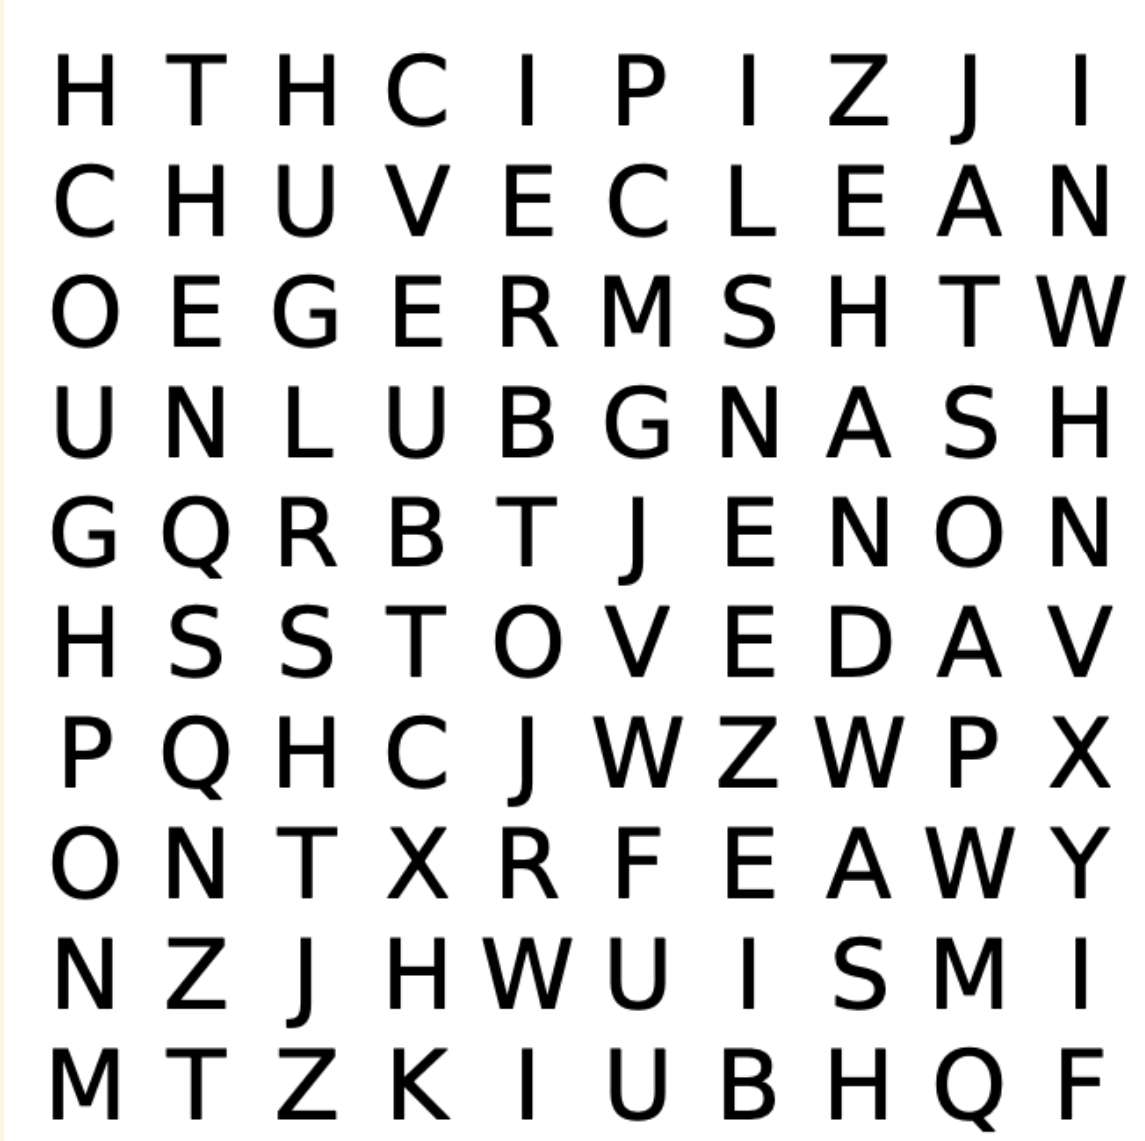 H T H C I P I Z J I
C H U V E C L E A N
O E G E R M S H T W
U N L U B G N A S H
G Q R B T J E N O N
H S S T O V E D A V
P Q H C J W Z W P X
O N T X R F E A W Y
N Z J H W U I S M I
M T Z K I U B H Q F